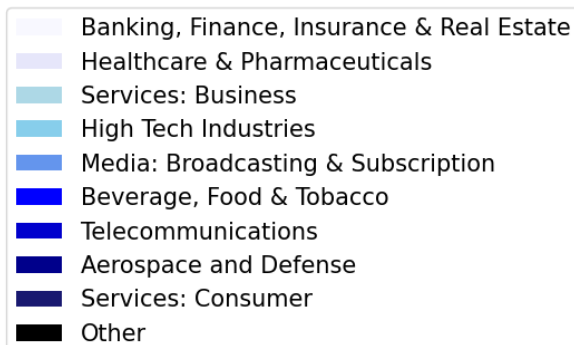 Banking, Finance, Insurance & Real Estate
Healthcare & Pharmaceuticals
Services: Business
High Tech Industries
Media: Broadcasting & Subscription
Beverage, Food & Tobacco
Telecommunications
Aerospace and Defense
Services: Consumer
Other